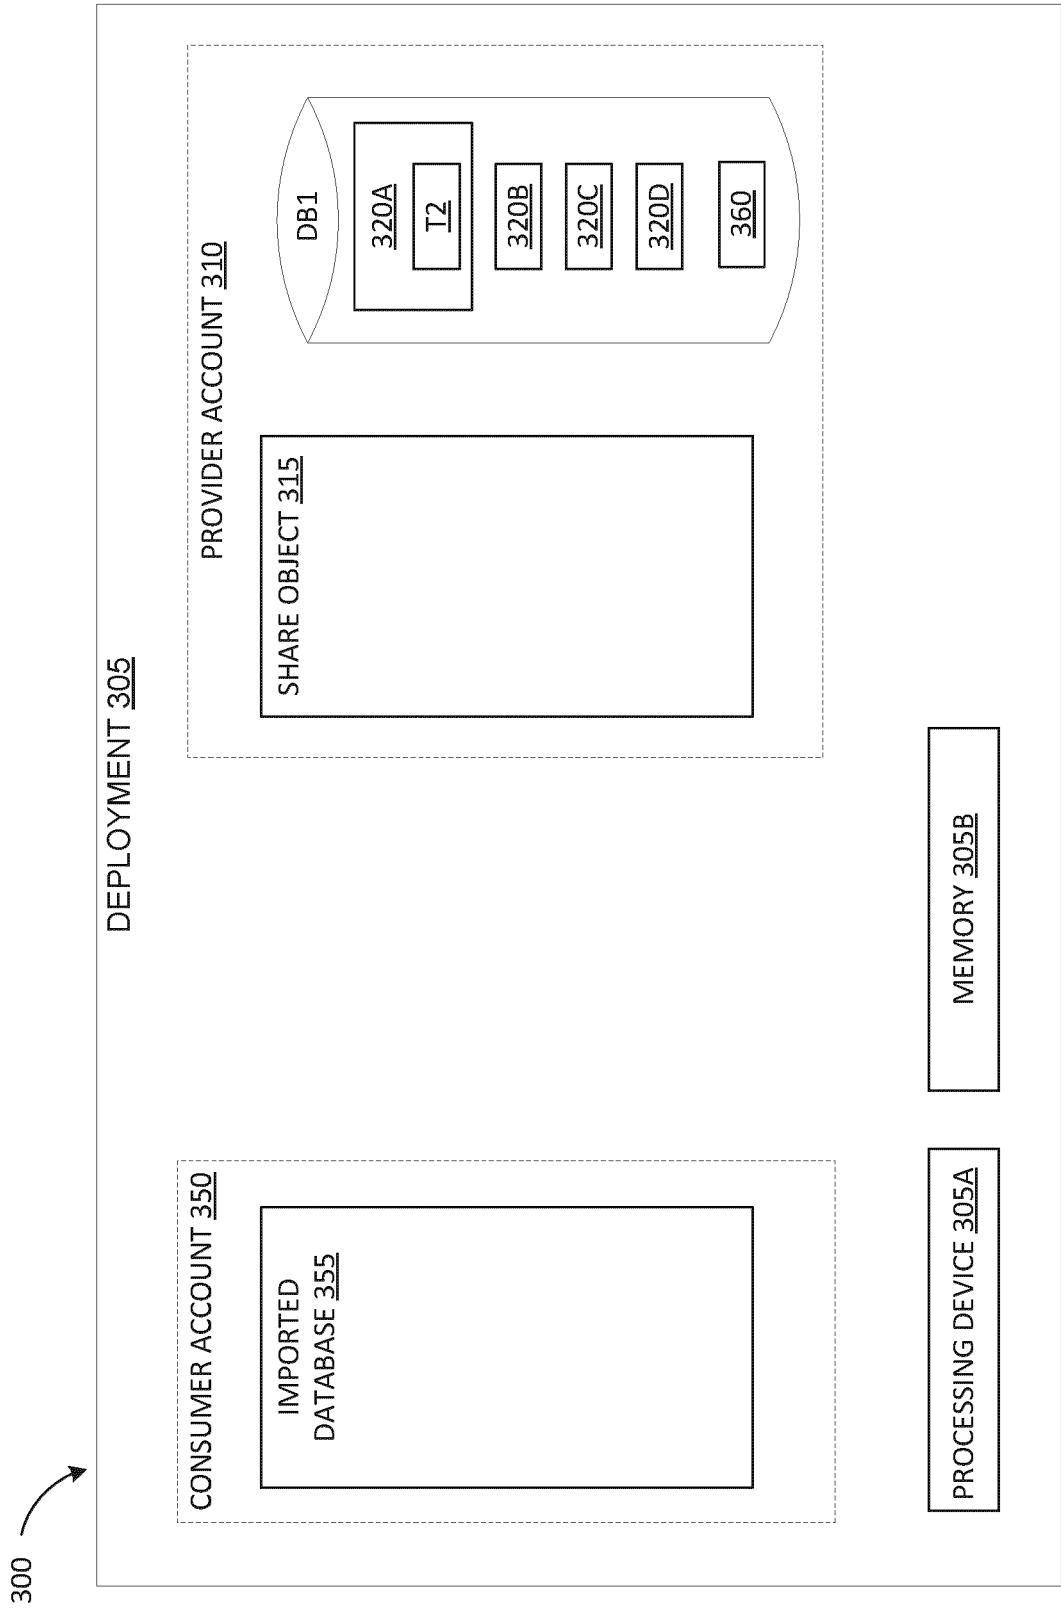 300
DEPLOYMENT 305
CONSUMER ACCOUNT 350
IMPORTED
DATABASE 355
PROVIDER ACCOUNT 310
SHARE OBJECT 315
DB1
320A
T2
320B
320C
320D
360
PROCESSING DEVICE 305A
MEMORY 305B